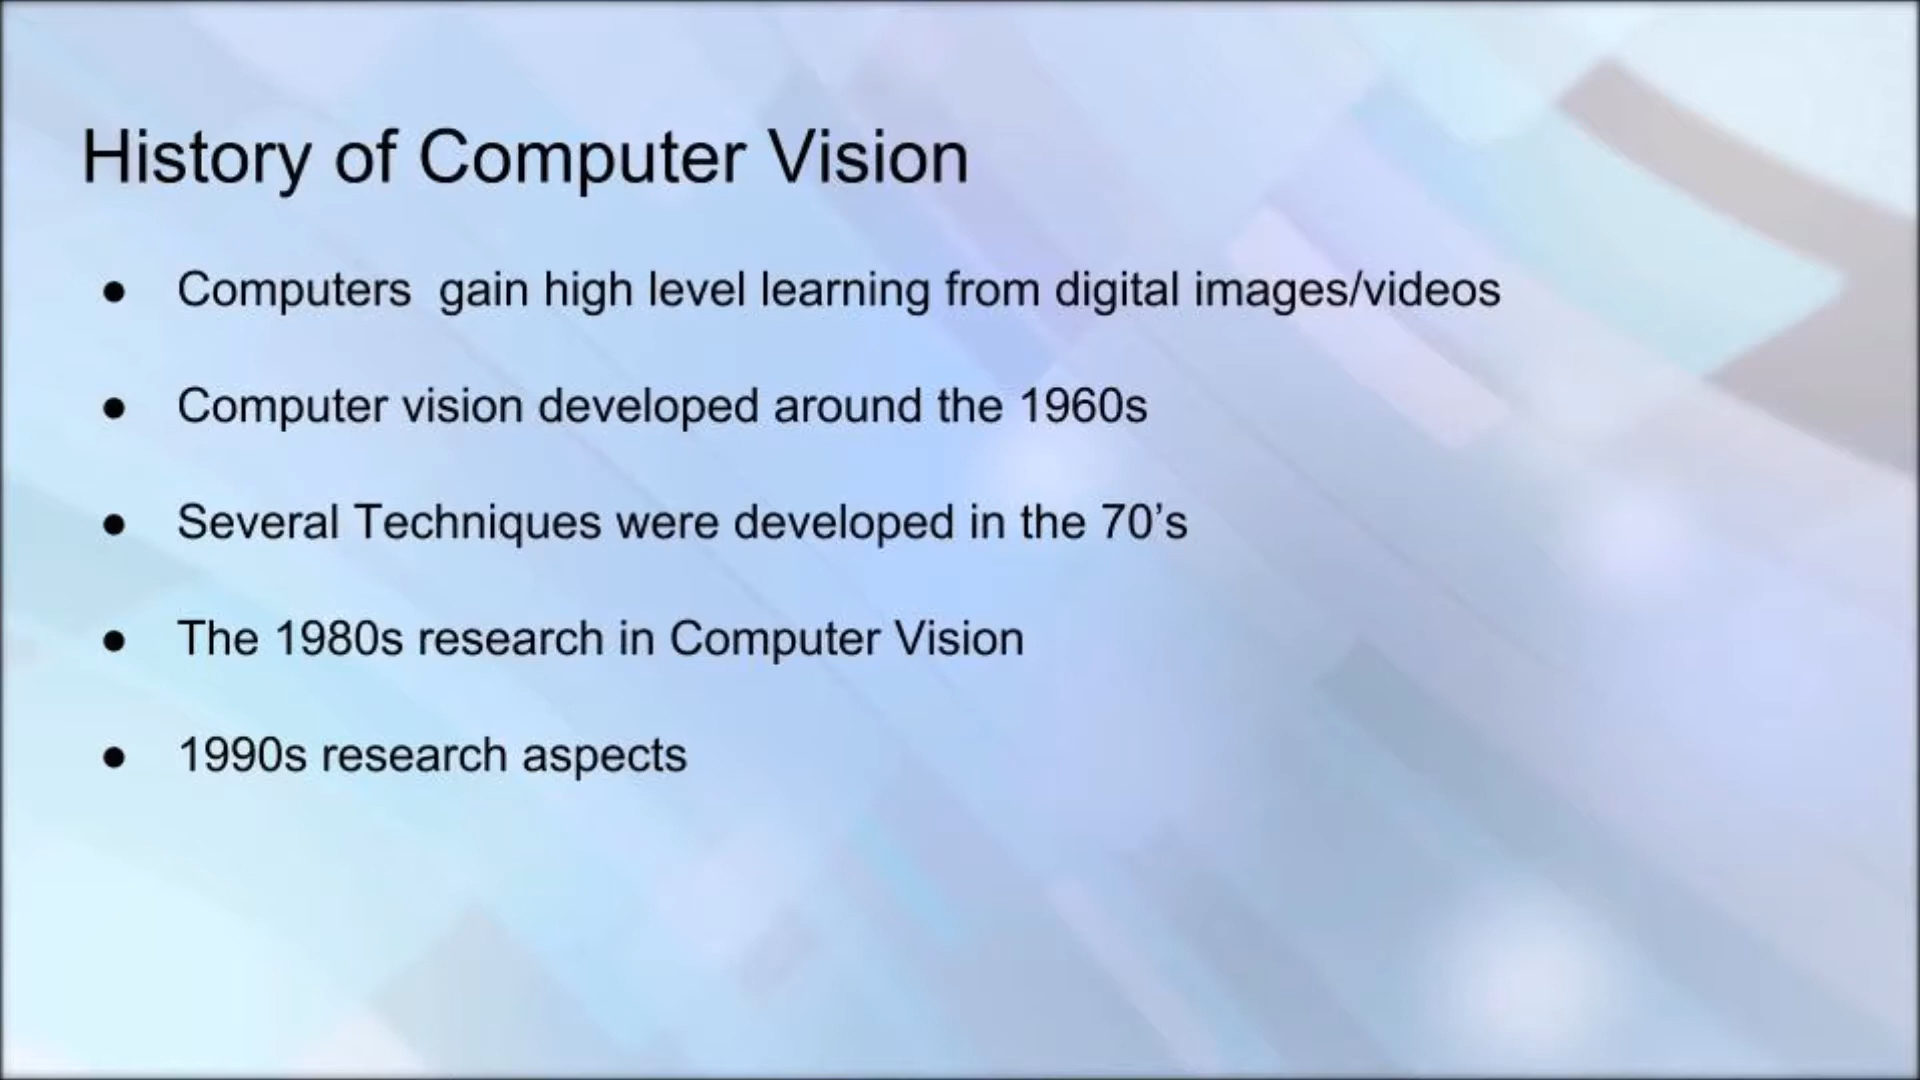 History of Computer Vision
● Computers  gain high level learning from digital images/videos
● Computer vision developed around the 1960s
● Several Techniques were developed in the 70’s
● The 1980s research in Computer Vision
● 1990s research aspects